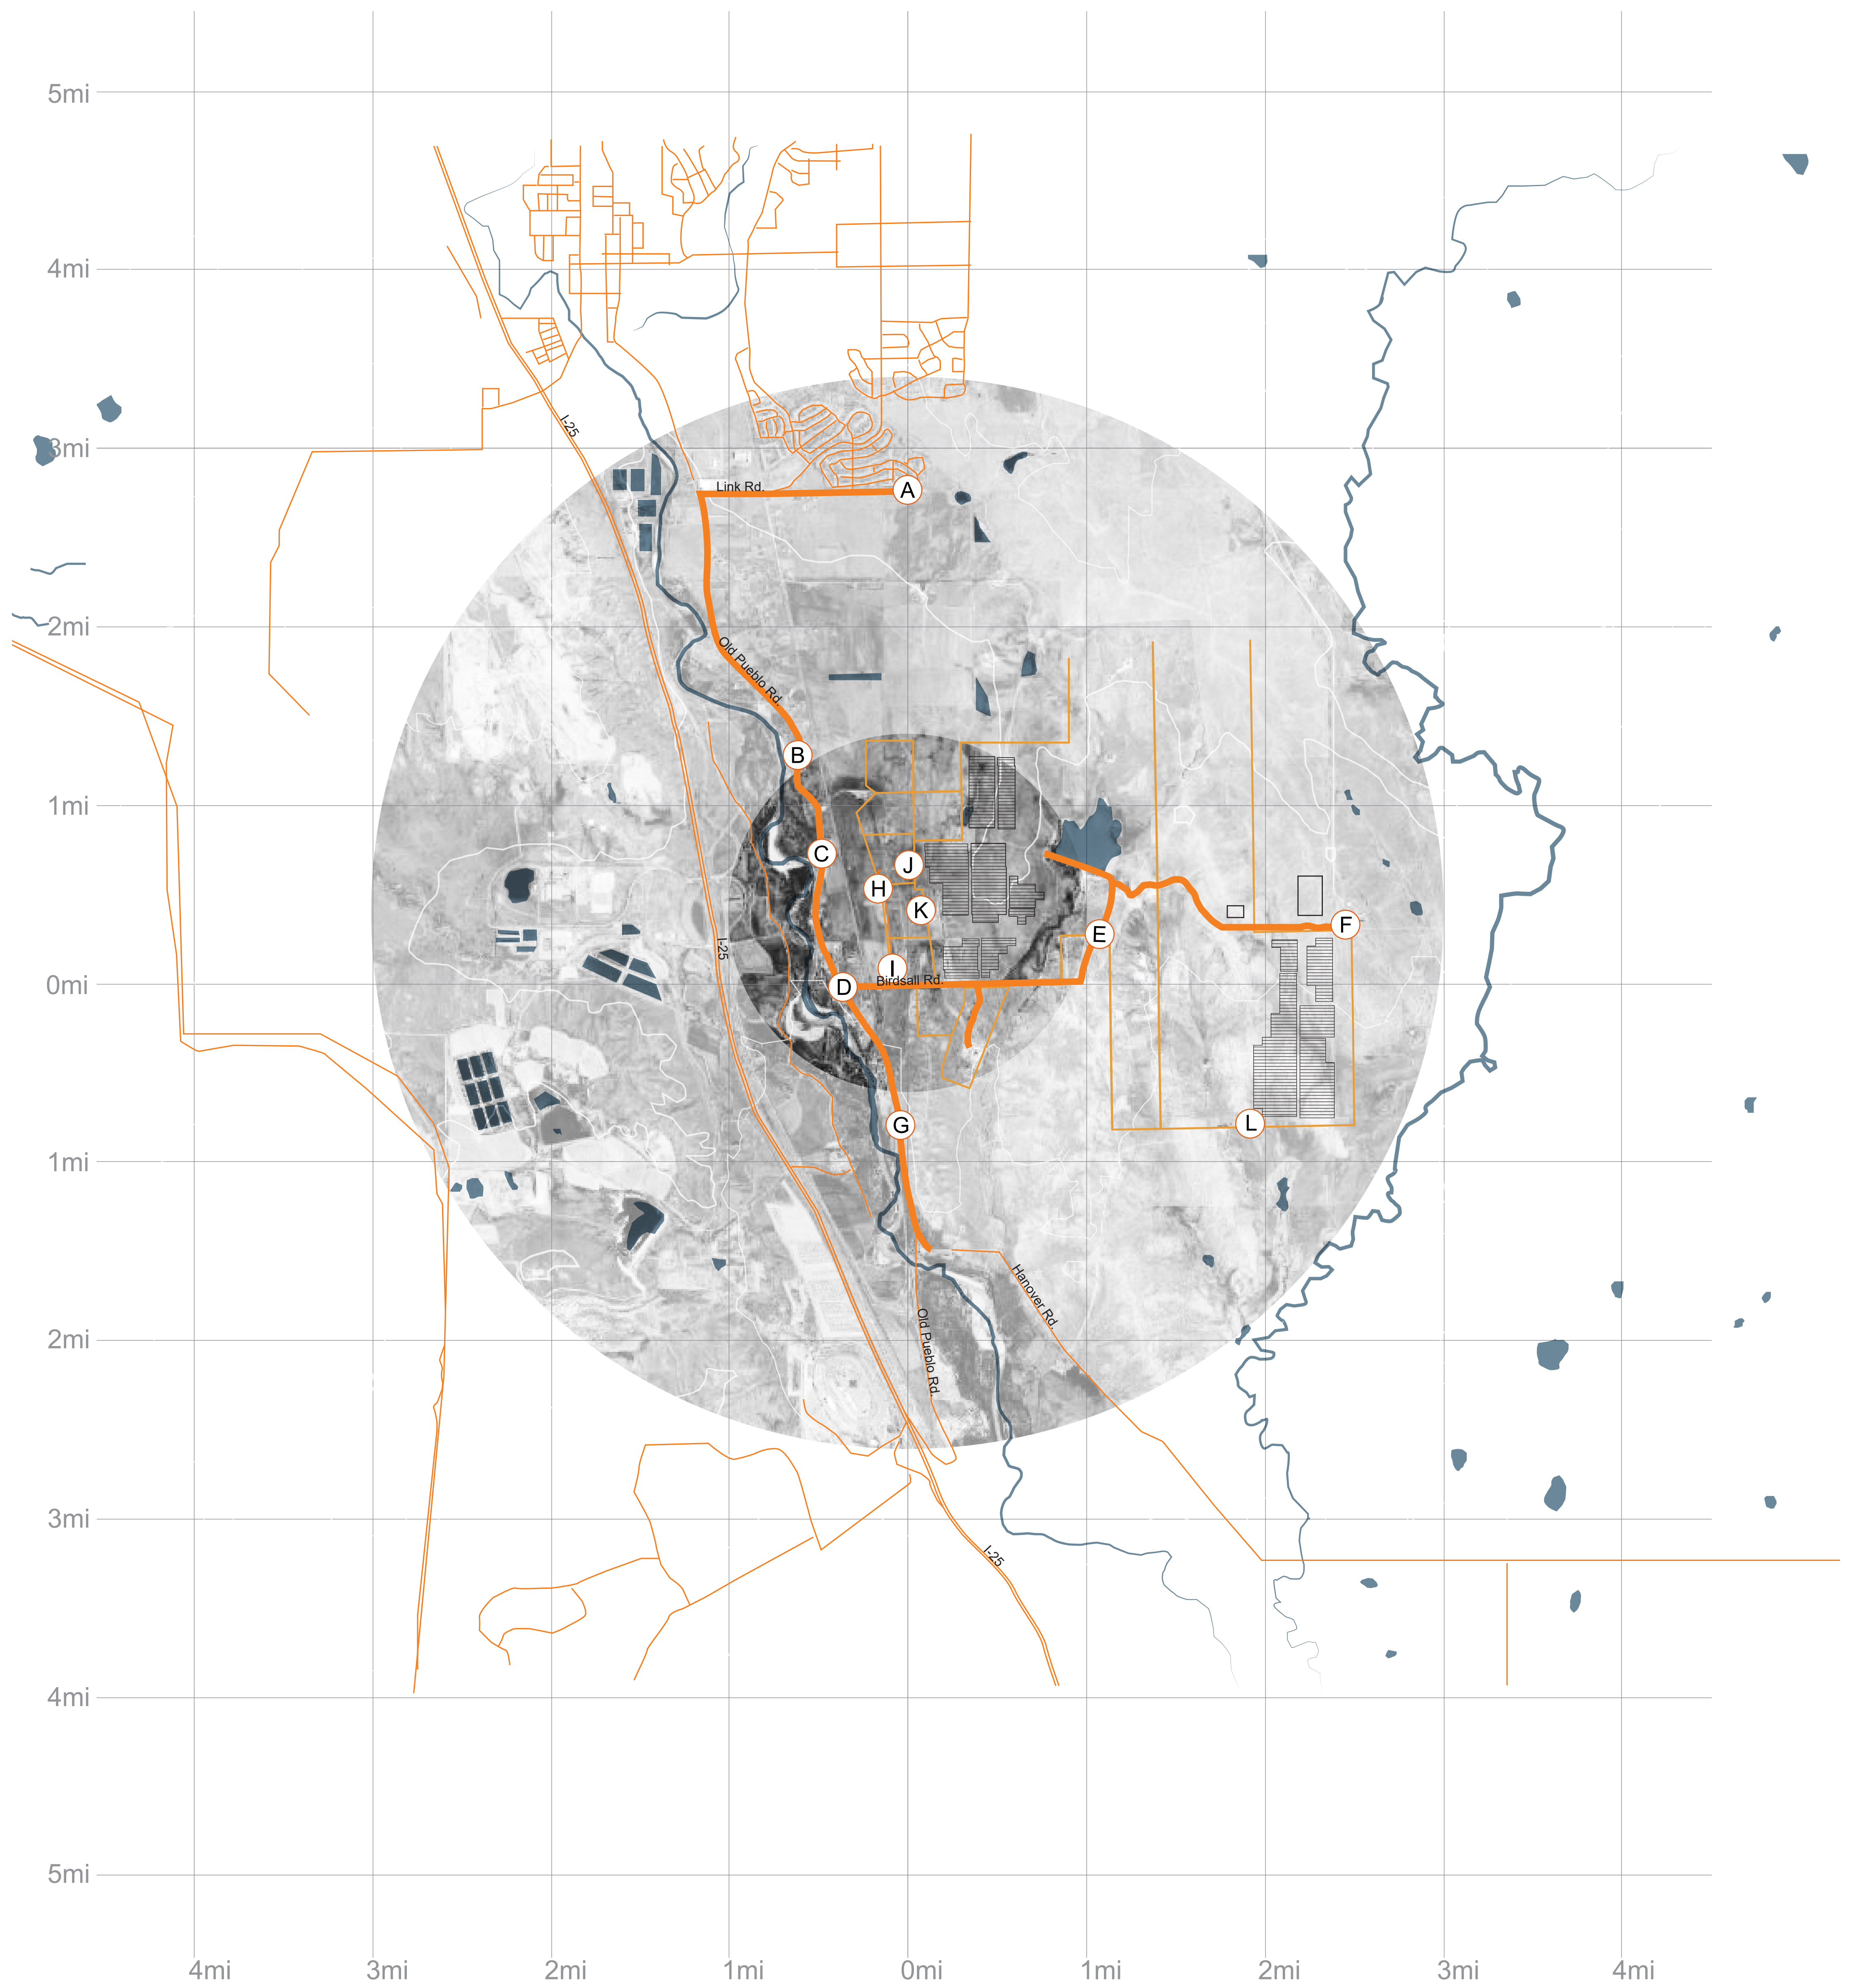 5mi
4mi
I-25
3mi
Link Rd.
A
2mi
Old Pueblo Rd.
B
1mi
C
J
H
K
F
E
I-25
I
Birdsall Rd.
0mi
D
L
G
1mi
Hanover Rd.
Old Pueblo Rd.
2mi
3mi
I-25
4mi
5mi
4mi
3mi
2mi
1mi
0mi
1mi
2mi
3mi
4mi